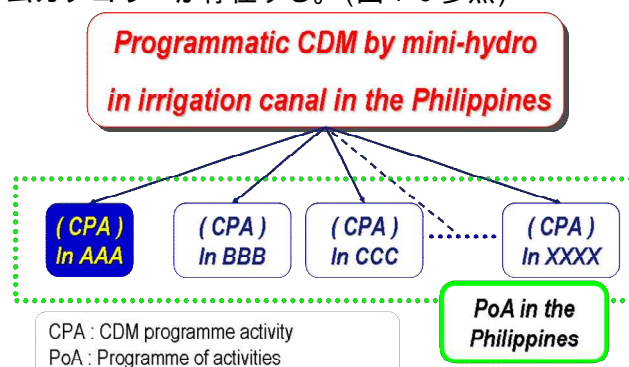 Programmatic CDM by mini-hydro
in irrigation canal in the Philippines
( CPA )
In AAA
( CPA )
In BBB
( CPA )
In CCC
( CPA )
In XXXX
PoA in the
Philippines
CPA : CDM programme activity
PoA : Programme of activities